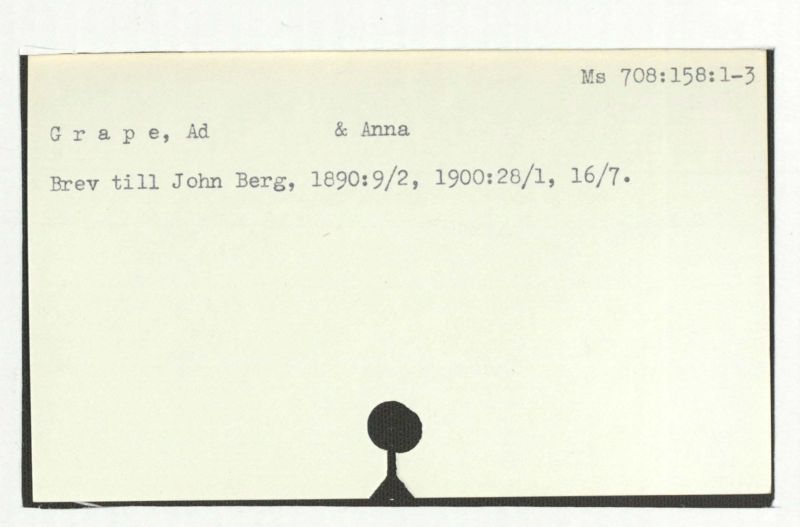 Ms 708:158:1-3
G r a p e, Ad & Anna
Brev till John Berg, 1890:9/2, 1900:28/1, 16/7.